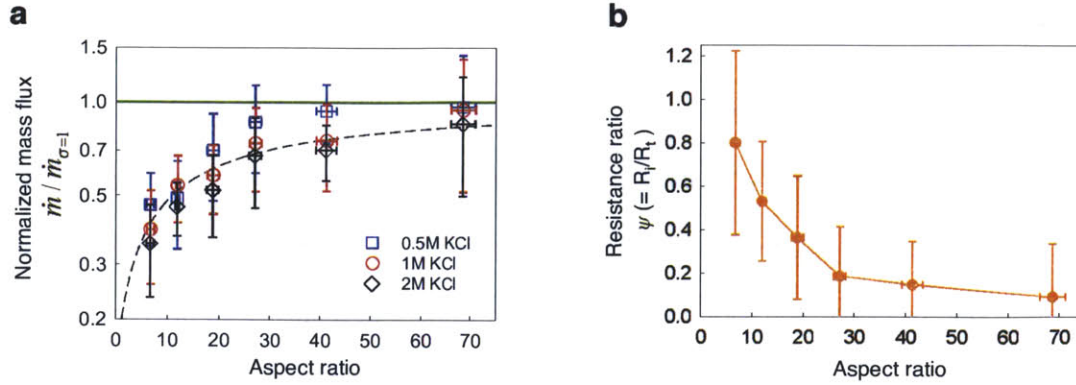 a
Normalized mass flux
ṁ / ṁσ=1
1.5
1.0
0.7
0.5
0.3
0.2
0 10 20 30 40 50 60 70
Aspect ratio
0.5M KCl
1M KCl
2M KCl
b
Resistance ratio
ψ (= Ri/Rt)
1.2
1.0
0.8
0.6
0.4
0.2
0.0
0 10 20 30 40 50 60 70
Aspect ratio